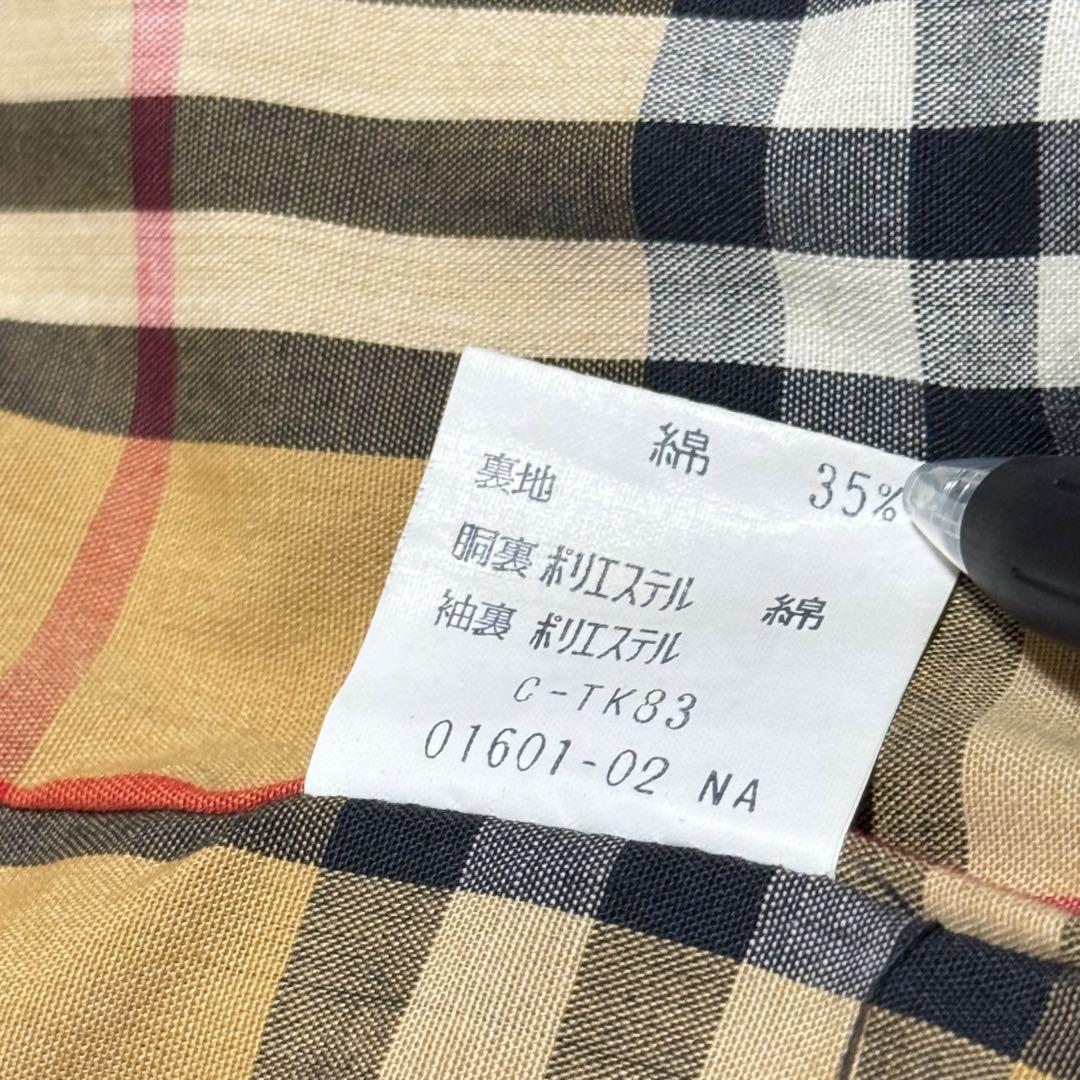 綿 35%
裏地
胴裏 ポリエステル 綿
袖裏 ポリエステル
C-TK83
01601-02 NA